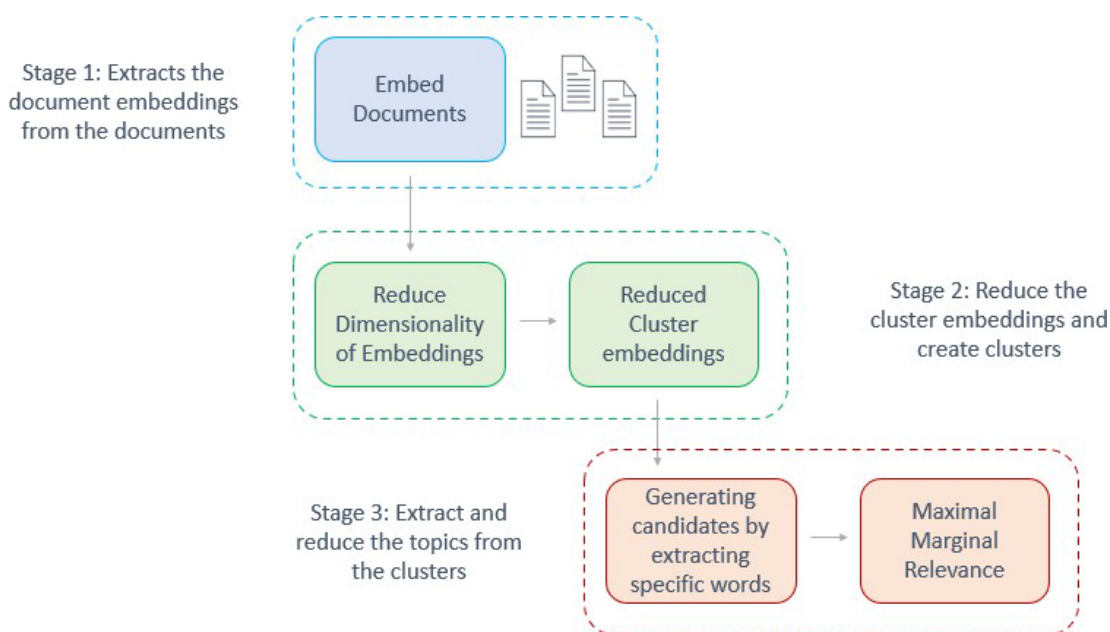 Stage 1: Extracts the
document embeddings
from the documents
Embed
Documents
Reduce
Dimensionality
of Embeddings
Reduced
Cluster
embeddings
Stage 2: Reduce the
cluster embeddings and
create clusters
Stage 3: Extract and
reduce the topics from
the clusters
Generating
candidates by
extracting
specific words
Maximal
Marginal
Relevance